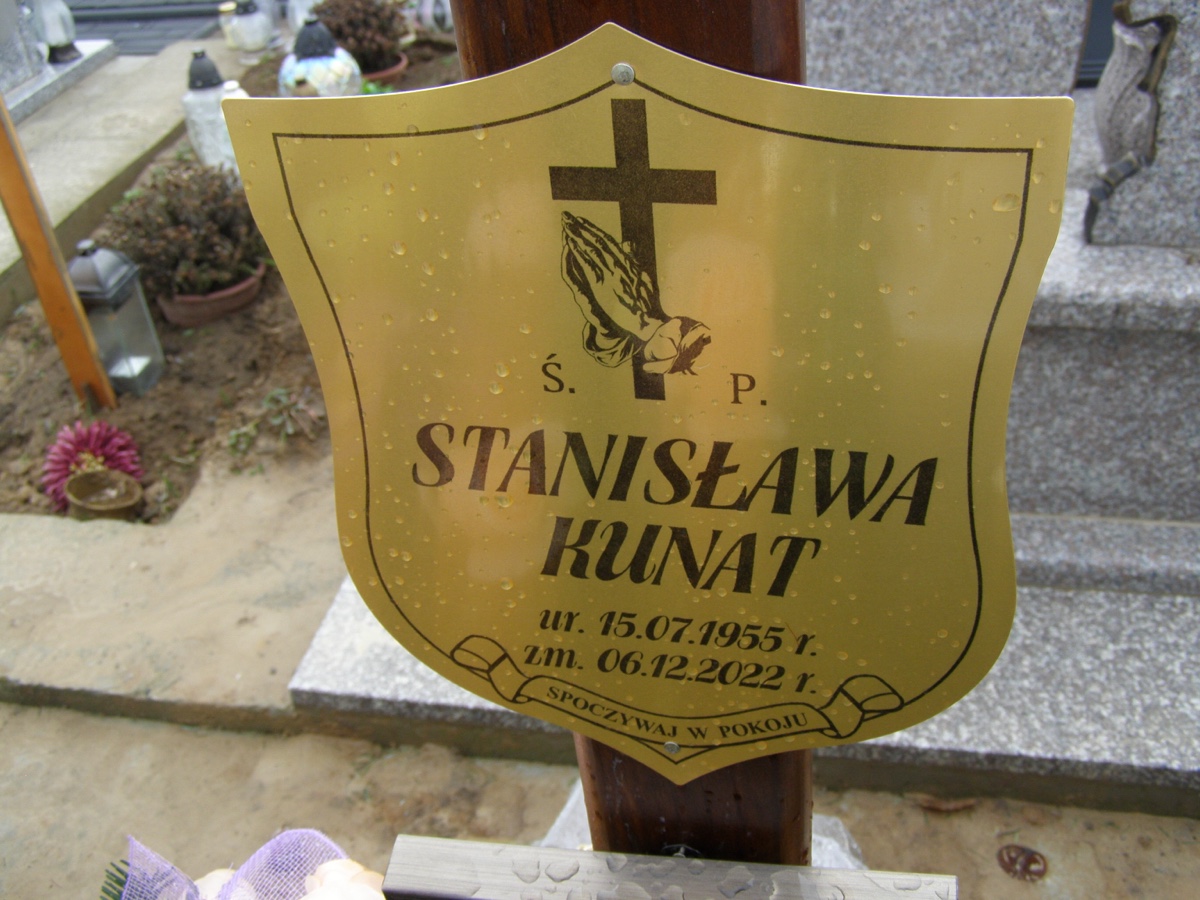 Ś. P.
STANISŁAWA
KUNAT
ur. 15.07.1955 r.
zm. 06.12.2022 r.
SPOCZYWAJ W POKOJU